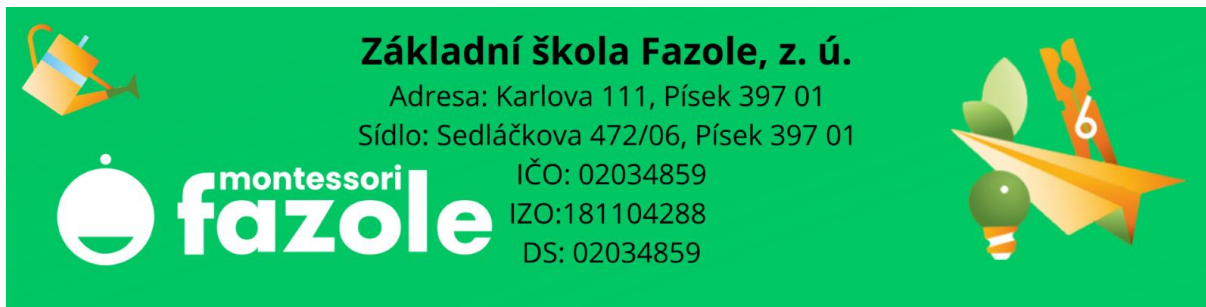 Základní škola Fazole, z. ú.
Adresa: Karlova 111, Písek 397 01
Sídlo: Sedláčkova 472/06, Písek 397 01
IČO: 02034859
IZO:181104288
DS: 02034859
montessori
fazole
6